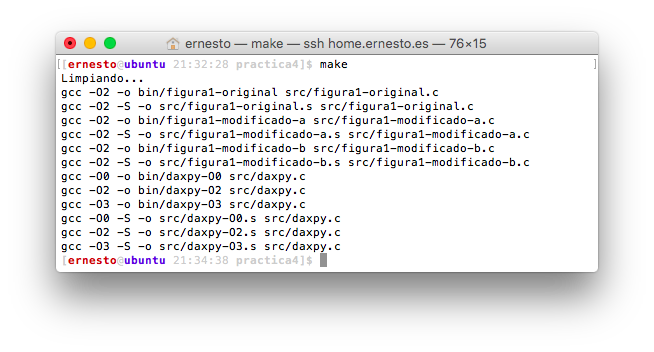 ernesto — make — ssh home.ernesto.es — 76×15
[[ernesto@ubuntu 21:32:28 practica4]$ make ]
Limpiando...
gcc -O2 -o bin/figura1-original src/figura1-original.c
gcc -O2 -S -o src/figura1-original.s src/figura1-original.c
gcc -O2 -o bin/figura1-modificado-a src/figura1-modificado-a.c
gcc -O2 -S -o src/figura1-modificado-a.s src/figura1-modificado-a.c
gcc -O2 -o bin/figura1-modificado-b src/figura1-modificado-b.c
gcc -O2 -S -o src/figura1-modificado-b.s src/figura1-modificado-b.c
gcc -O0 -o bin/daxpy-O0 src/daxpy.c
gcc -O2 -o bin/daxpy-O2 src/daxpy.c
gcc -O3 -o bin/daxpy-O3 src/daxpy.c
gcc -O0 -S -o src/daxpy-O0.s src/daxpy.c
gcc -O2 -S -o src/daxpy-O2.s src/daxpy.c
gcc -O3 -S -o src/daxpy-O3.s src/daxpy.c
[ernesto@ubuntu 21:34:38 practica4]$